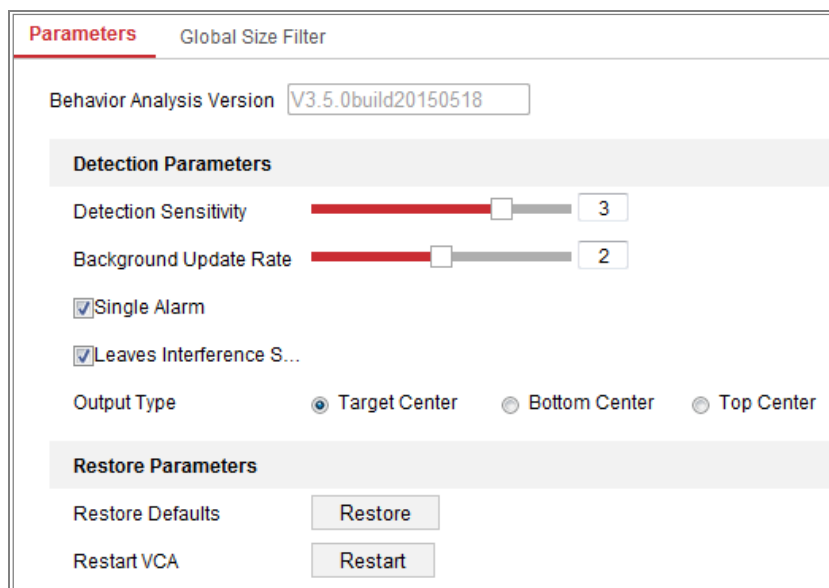 Parameters Global Size Filter
Behavior Analysis Version V3.5.0build20150518
Detection Parameters
Detection Sensitivity 3
Background Update Rate 2
Single Alarm
Leaves Interference S...
Output Type Target Center Bottom Center Top Center
Restore Parameters
Restore Defaults Restore
Restart VCA Restart